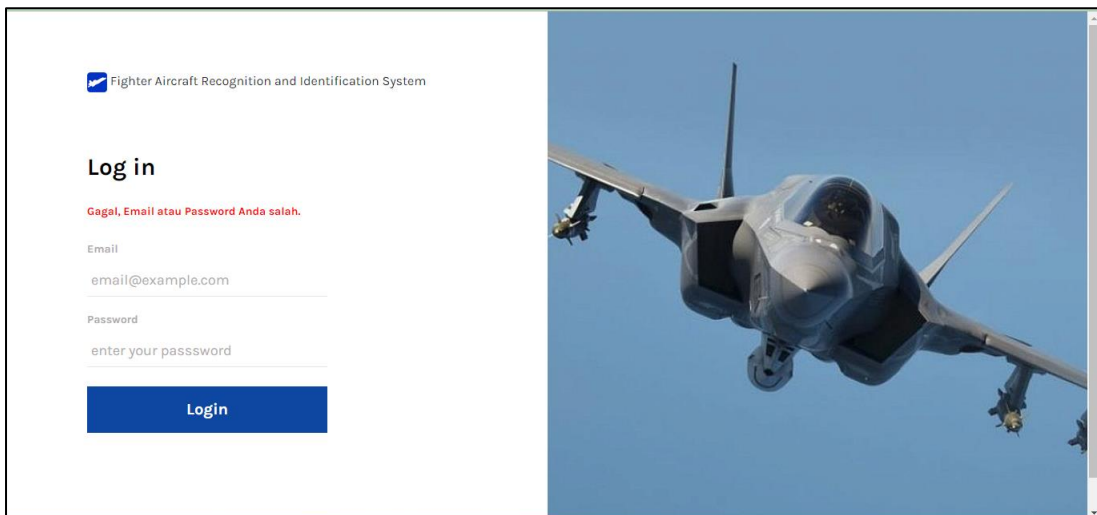 Fighter Aircraft Recognition and Identification System
Log in
Gagal, Email atau Password Anda salah.
Email
email@example.com
Password
enter your passsword
Login